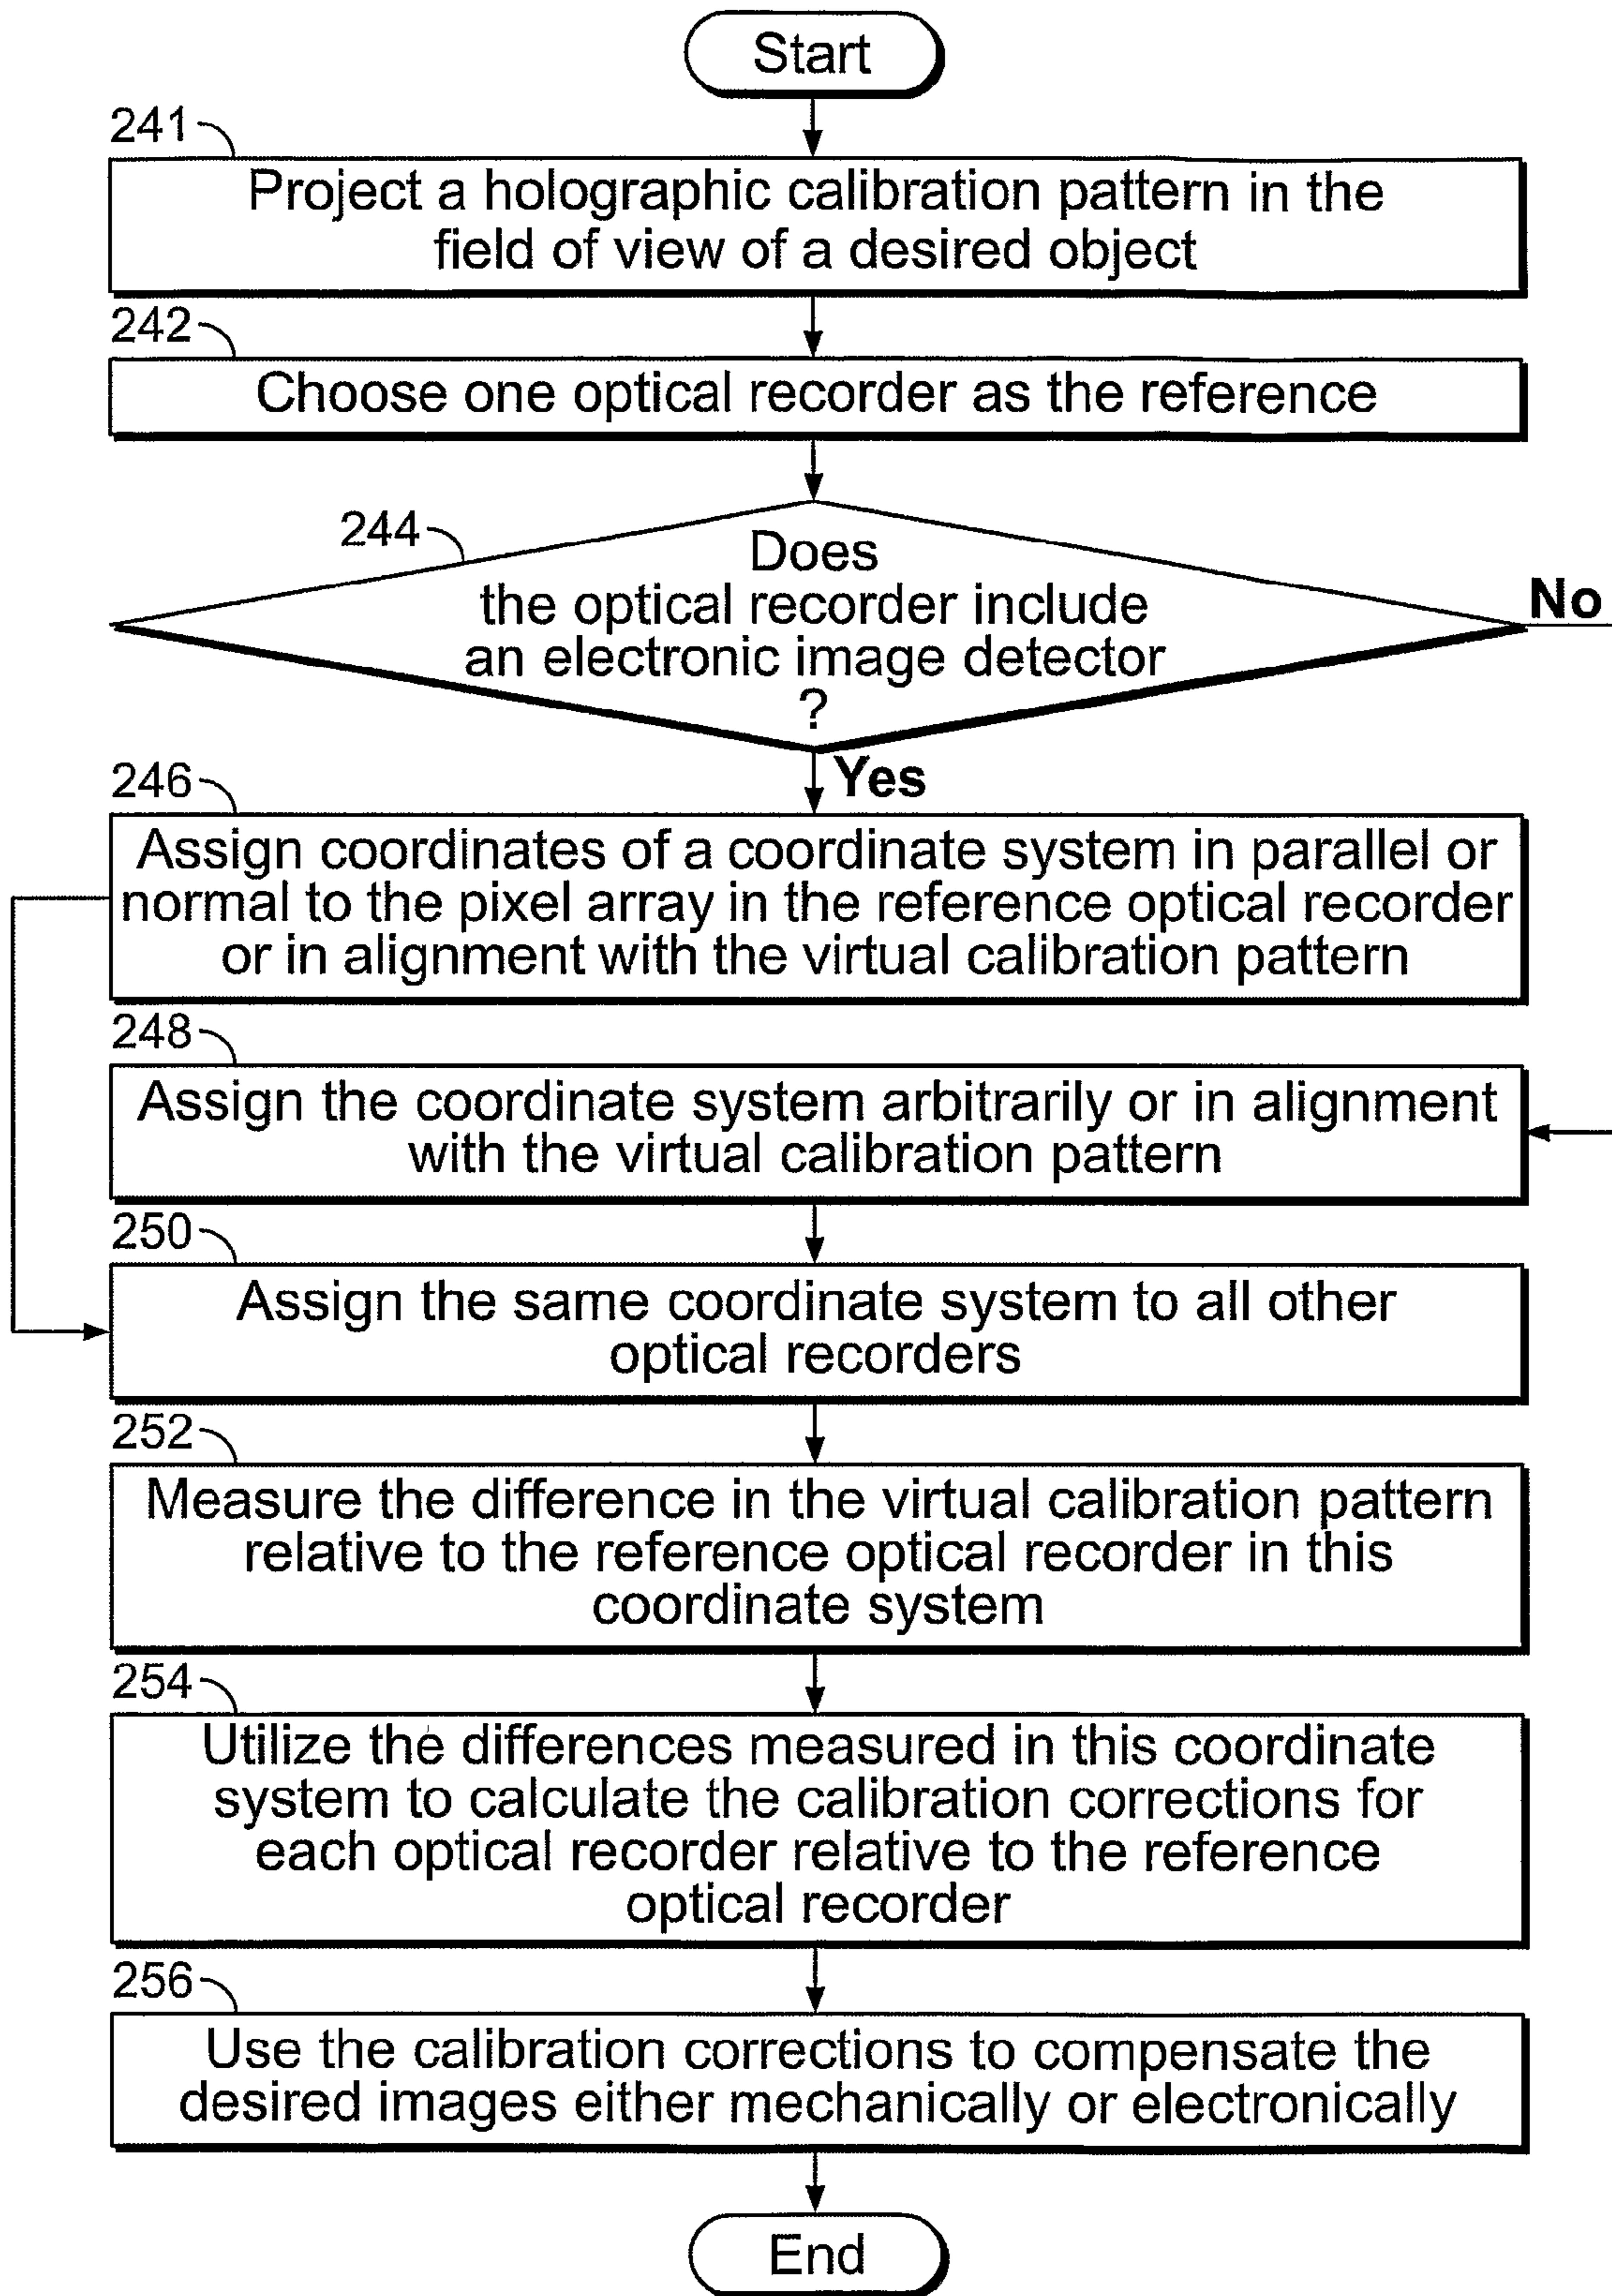 Start
241
Project a holographic calibration pattern in the
field of view of a desired object
242
Choose one optical recorder as the reference
244
Does
the optical recorder include
an electronic image detector
?
No
Yes
246
Assign coordinates of a coordinate system in parallel or
normal to the pixel array in the reference optical recorder
or in alignment with the virtual calibration pattern
248
Assign the coordinate system arbitrarily or in alignment
with the virtual calibration pattern
250
Assign the same coordinate system to all other
optical recorders
252
Measure the difference in the virtual calibration pattern
relative to the reference optical recorder in this
coordinate system
254
Utilize the differences measured in this coordinate
system to calculate the calibration corrections for
each optical recorder relative to the reference
optical recorder
256
Use the calibration corrections to compensate the
desired images either mechanically or electronically
End